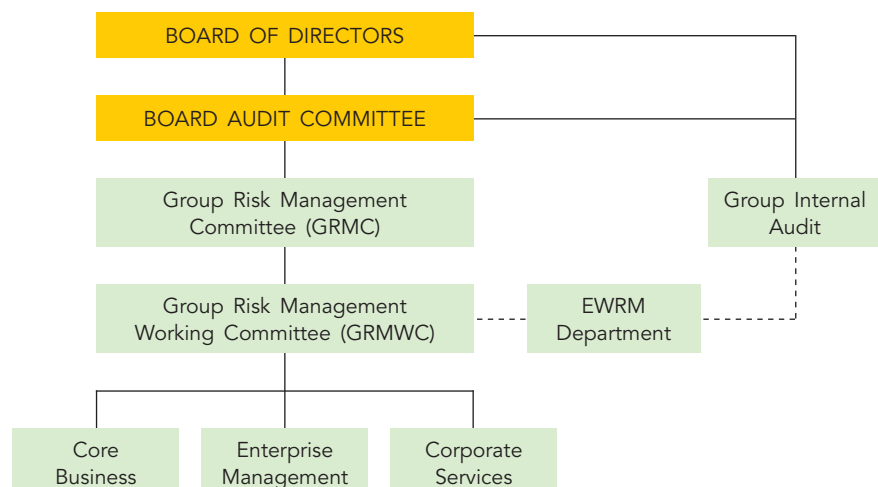 BOARD OF DIRECTORS
BOARD AUDIT COMMITTEE
Group Risk Management
Committee (GRMC)
Group Internal
Audit
Group Risk Management
Working Committee (GRMWC)
EWRM
Department
Core
Business
Enterprise
Management
Corporate
Services